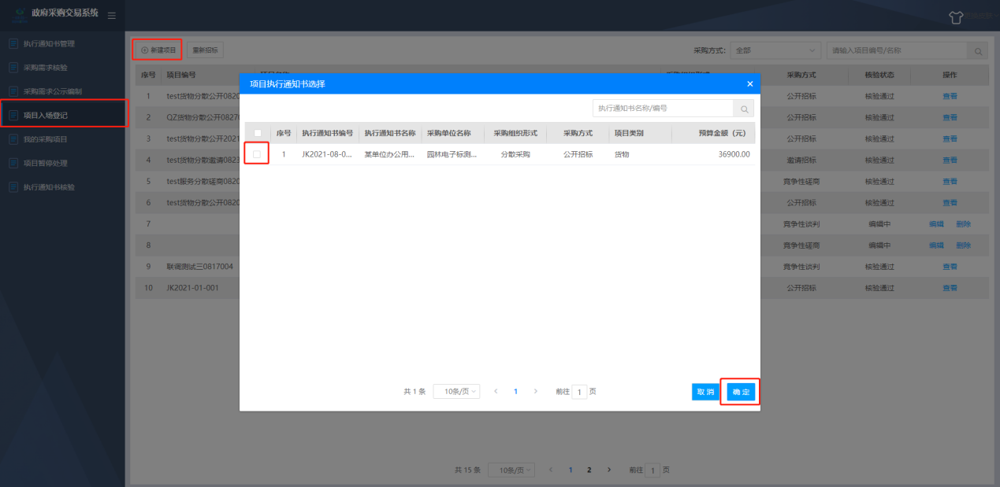 政府采购交易系统
执行通知书管理
采购需求核验
采购需求公示编制
项目入场登记
我的采购项目
项目暂停处理
执行通知书核验
新建项目 重新招标 采购方式: 全部 请输入项目编号/名称
序号 项目编号 采购方式 核验状态 操作
1 test货物分散公开0820 公开招标 核验通过 查看
2 QZ货物分散公开0827 公开招标 核验通过 查看
3 test货物分散公开2021 公开招标 核验通过 查看
4 test货物分散邀请0823 邀请招标 核验通过 查看
5 test服务分散磋商0820 竞争性磋商 核验通过 查看
6 test货物分散公开0820 公开招标 核验通过 查看
7 竞争性谈判 编辑中 编辑 删除
8 竞争性磋商 编辑中 编辑 删除
9 联调测试三0817004 竞争性谈判 核验通过 查看
10 JK2021-01-001 公开招标 核验通过 查看
项目执行通知书选择
执行通知书名称/编号
序号 执行通知书编号 执行通知书名称 采购单位名称 采购组织形式 采购方式 项目类别 预算金额（元）
1 JK2021-08-0... 某单位办公用... 园林电子标测... 分散采购 公开招标 货物 36900.00
共 1 条 10条/页 1 前往 1 页
取消 确定
共 15 条 10条/页 1 2 前往 1 页